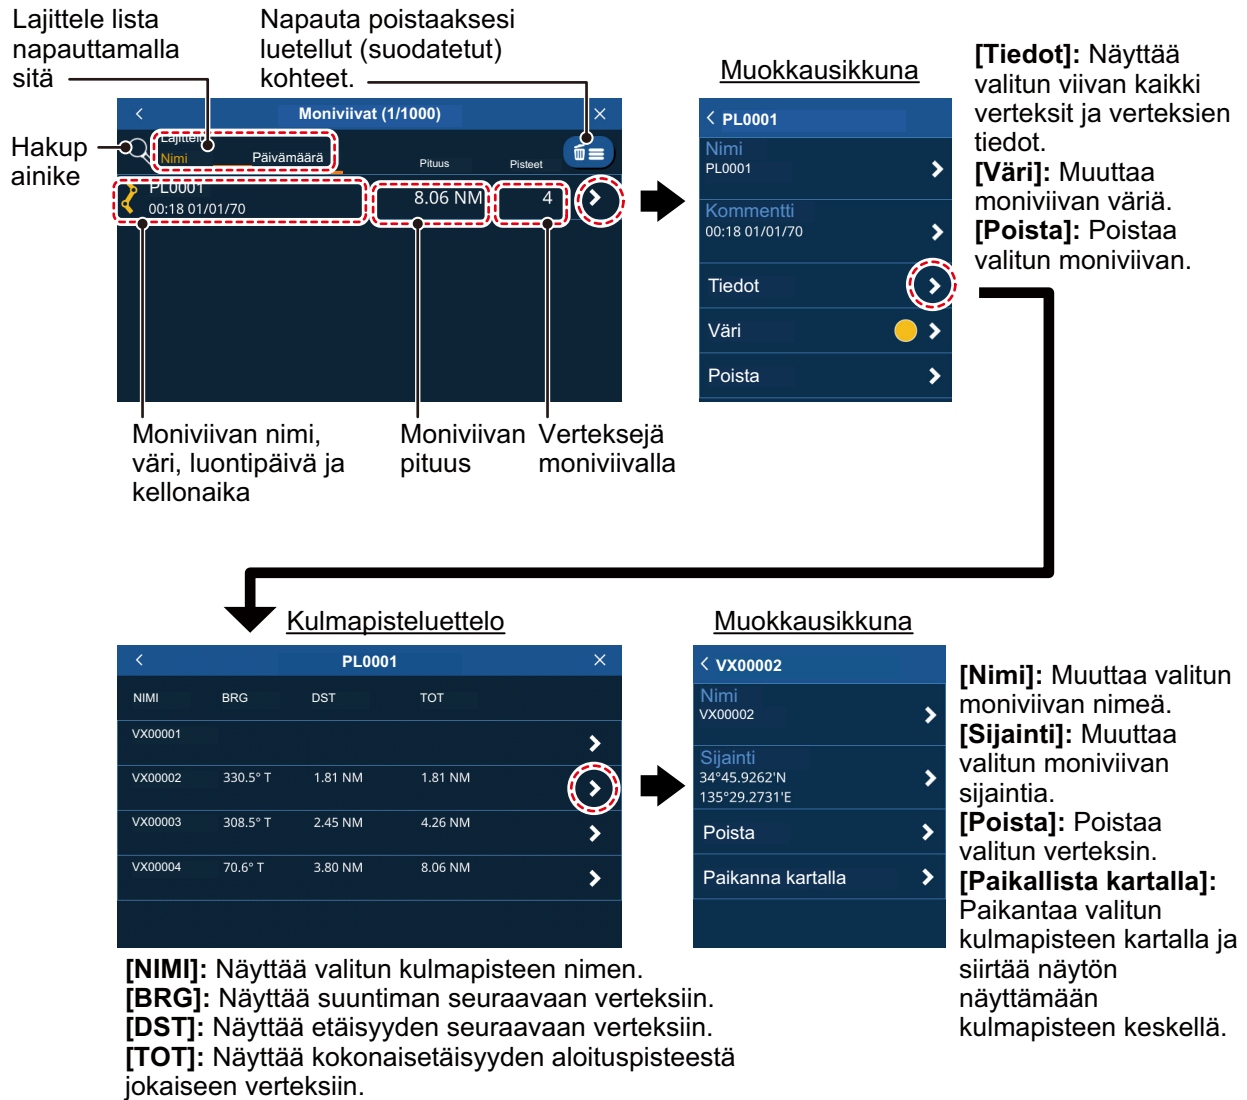 Lajittele lista
napauttamalla
sitä
Napauta poistaaksesi
luetellut (suodatetut)
kohteet.
Hakup
ainike
Moniviivat (1/1000)
Lajittelu
Nimi
Päivämäärä
Pituus
Pisteet
PL0001
00:18 01/01/70
8.06 NM
4
Moniviivan nimi,
väri, luontipäivä ja
kellonaika
Moniviivan
pituus
Verteksejä
moniviivalla
Muokkausikkuna
PL0001
Nimi
PL0001
Kommentti
00:18 01/01/70
Tiedot
Väri
Poista
[Tiedot]: Näyttää
valitun viivan kaikki
verteksit ja verteksien
tiedot.
[Väri]: Muuttaa
moniviivan väriä.
[Poista]: Poistaa
valitun moniviivan.
Kulmapisteluettelo
PL0001
NIMI BRG DST TOT
VX00001
VX00002 330.5° T 1.81 NM 1.81 NM
VX00003 308.5° T 2.45 NM 4.26 NM
VX00004 70.6° T 3.80 NM 8.06 NM
[NIMI]: Näyttää valitun kulmapisteen nimen.
[BRG]: Näyttää suuntiman seuraavaan verteksiin.
[DST]: Näyttää etäisyyden seuraavaan verteksiin.
[TOT]: Näyttää kokonaisetäisyyden aloituspisteestä
jokaiseen verteksiin.
Muokkausikkuna
VX00002
Nimi
VX00002
Sijainti
34°45.9262'N
135°29.2731'E
Poista
Paikanna kartalla
[Nimi]: Muuttaa valitun
moniviivan nimeä.
[Sijainti]: Muuttaa
valitun moniviivan
sijaintia.
[Poista]: Poistaa
valitun verteksin.
[Paikallista kartalla]:
Paikantaa valitun
kulmapisteen kartalla ja
siirtää näytön
näyttämään
kulmapisteen keskellä.